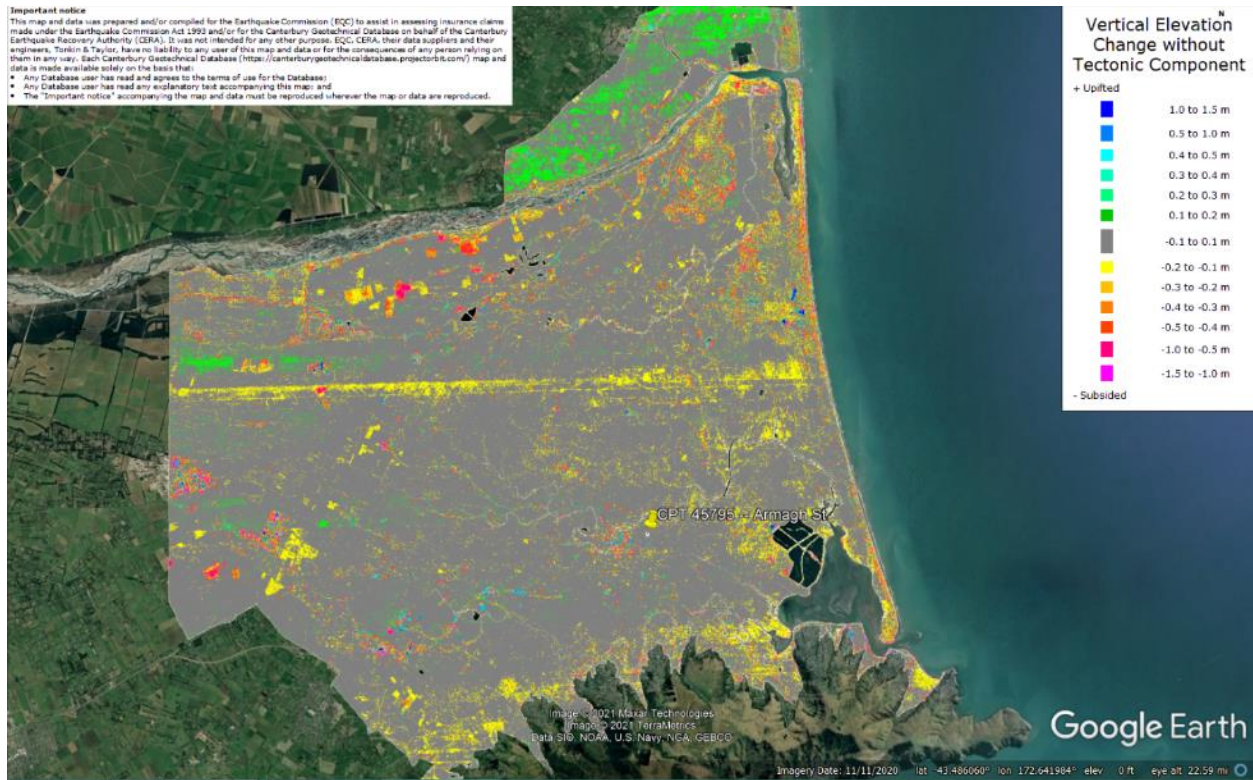 Important notice
This map and data was prepared and/or compiled for the Earthquake Commission (EQC) to assist in assessing insurance claims
made under the Earthquake Commission Act 1993 and/or for the Canterbury Geotechnical Database on behalf of the Canterbury
Earthquake Recovery Authority (CERA). It was not intended for any other purpose. EQC, CERA, their data suppliers and their
engineers, Tonkin & Taylor, have no liability to any user of this map and data or for the consequences of any person relying on
them in any way. Each Canterbury Geotechnical Database (https://canterburygeotechnicaldatabase.projectorbit.com/) map and
data is made available solely on the basis that:
▪ Any Database user has read and agrees to the terms of use for the Database;
▪ Any Database user has read any explanatory text accompanying this map; and
▪ The "Important notice" accompanying the map and data must be reproduced wherever the map or data are reproduced.
N
Vertical Elevation
Change without
Tectonic Component
+ Uplifted
1.0 to 1.5 m
0.5 to 1.0 m
0.4 to 0.5 m
0.3 to 0.4 m
0.2 to 0.3 m
0.1 to 0.2 m
-0.1 to 0.1 m
-0.2 to -0.1 m
-0.3 to -0.2 m
-0.4 to -0.3 m
-0.5 to -0.4 m
-1.0 to -0.5 m
-1.5 to -1.0 m
- Subsided
CPT 45795 -- Armagh St
Image © 2021 Maxar Technologies
Image © 2021 TerraMetrics
Data SIO, NOAA, U.S. Navy, NGA, GEBCO
Google Earth
Imagery Date: 11/11/2020 lat -43.486060° lon 172.641984° elev 0 ft eye alt 22.59 mi